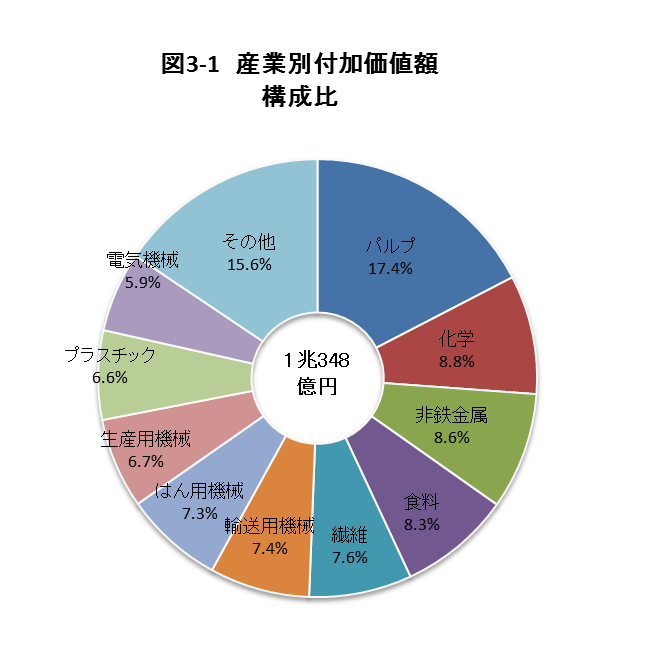 図3-1 産業別付加価値額
構成比
パルプ
17.4%
化学
8.8%
非鉄金属
8.6%
食料
8.3%
繊維
7.6%
輸送用機械
7.4%
はん用機械
7.3%
生産用機械
6.7%
プラスチック
6.6%
電気機械
5.9%
その他
15.6%
１兆348
億円